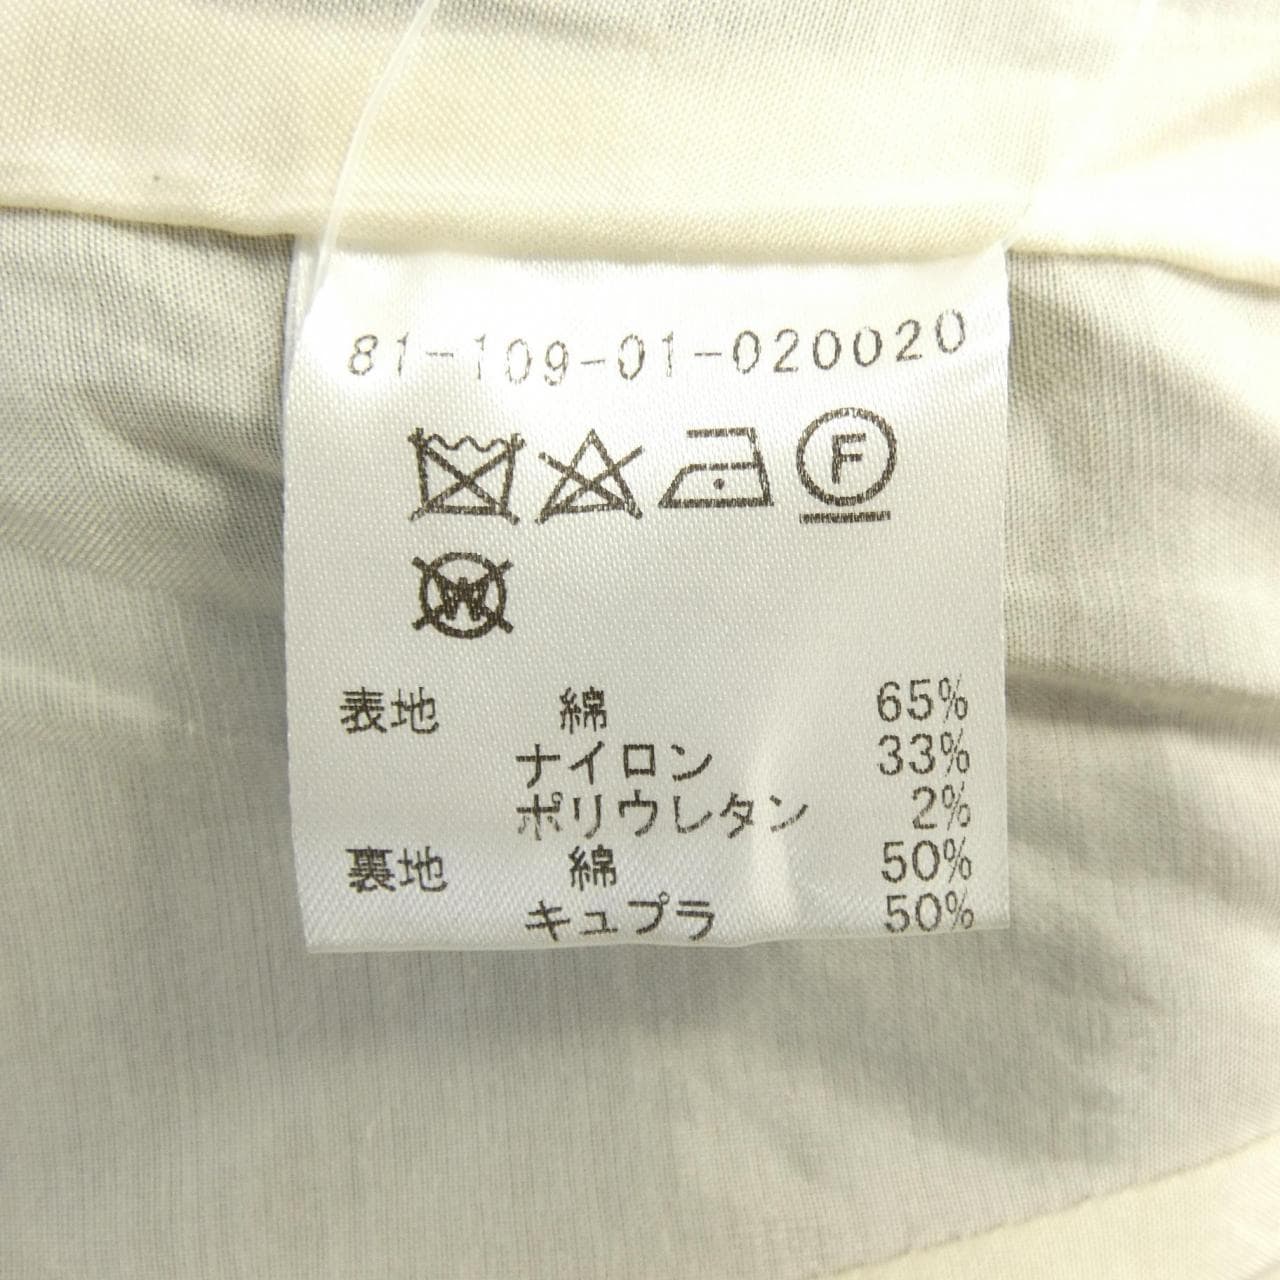 81-109-01-020020
F
W
表地 綿 65%
ナイロン 33%
ポリウレタン 2%
裏地 綿 50%
キュプラ 50%